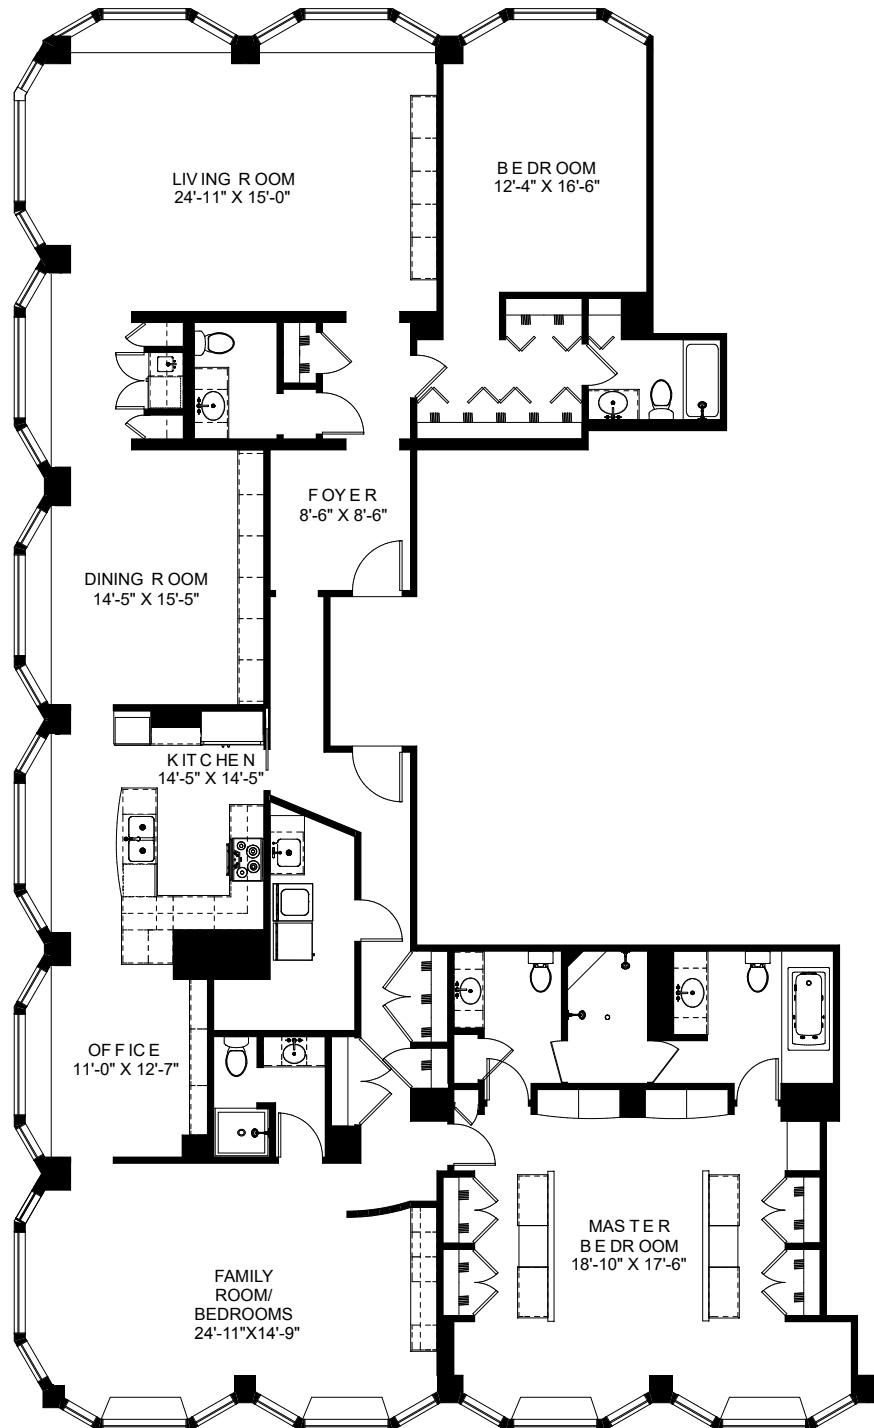 LIVING ROOM
24'-11" X 15'-0"
BEDROOM
12'-4" X 16'-6"
FOYER
8'-6" X 8'-6"
DINING ROOM
14'-5" X 15'-5"
KITCHEN
14'-5" X 14'-5"
OFFICE
11'-0" X 12'-7"
MASTER
BEDROOM
18'-10" X 17'-6"
FAMILY
ROOM/
BEDROOMS
24'-11"X14'-9"